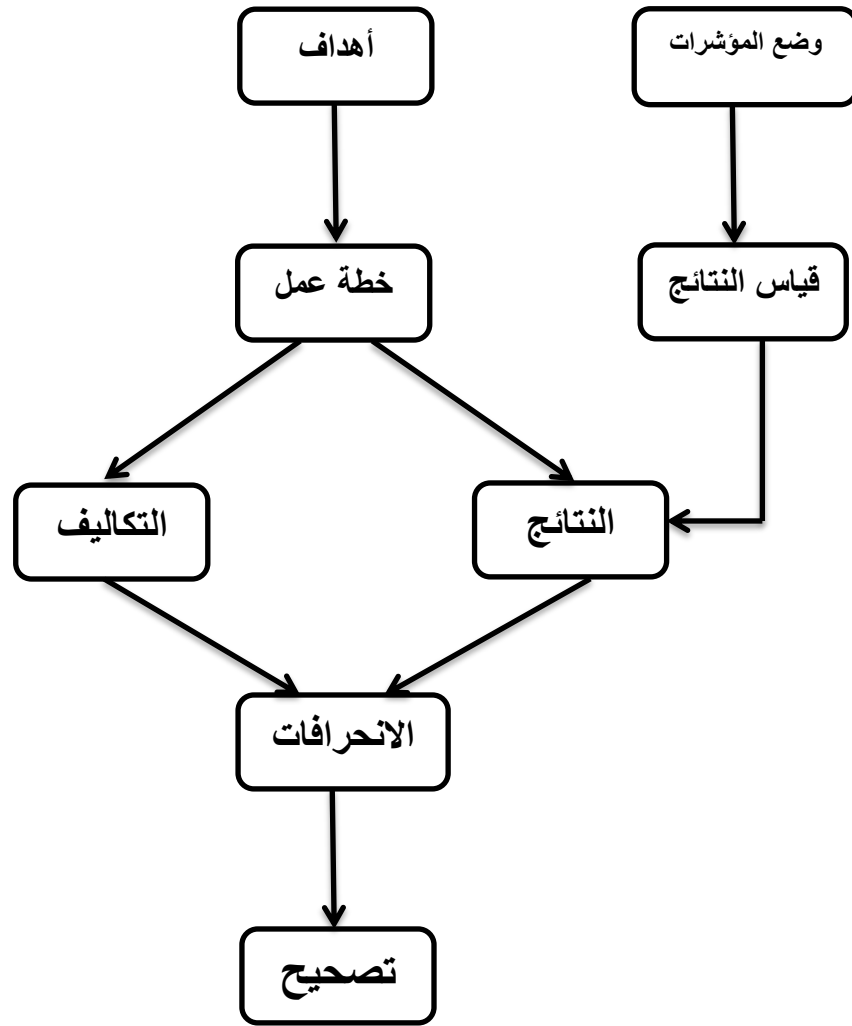 وضع المؤشرات
أهداف
قياس النتائج
خطة عمل
النتائج
التكاليف
الانحرافات
تصحيح